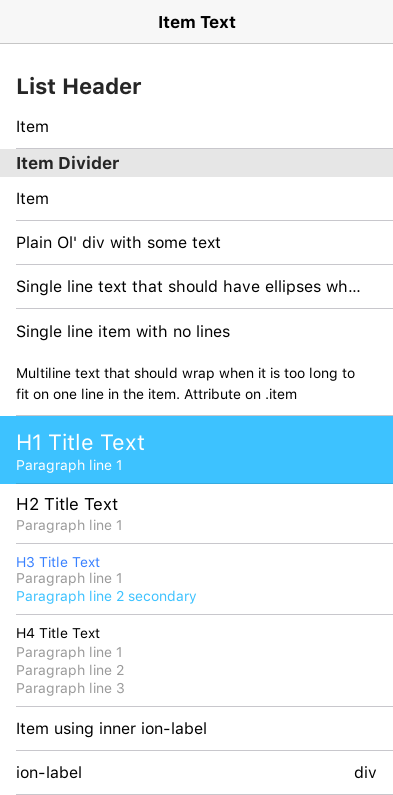 Item Text
List Header
Item
Item Divider
Item
Plain Ol' div with some text
Single line text that should have ellipses wh...
Single line item with no lines
Multiline text that should wrap when it is too long to
fit on one line in the item. Attribute on .item
H1 Title Text
Paragraph line 1
H2 Title Text
Paragraph line 1
H3 Title Text
Paragraph line 1
Paragraph line 2 secondary
H4 Title Text
Paragraph line 1
Paragraph line 2
Paragraph line 3
Item using inner ion-label
ion-label div